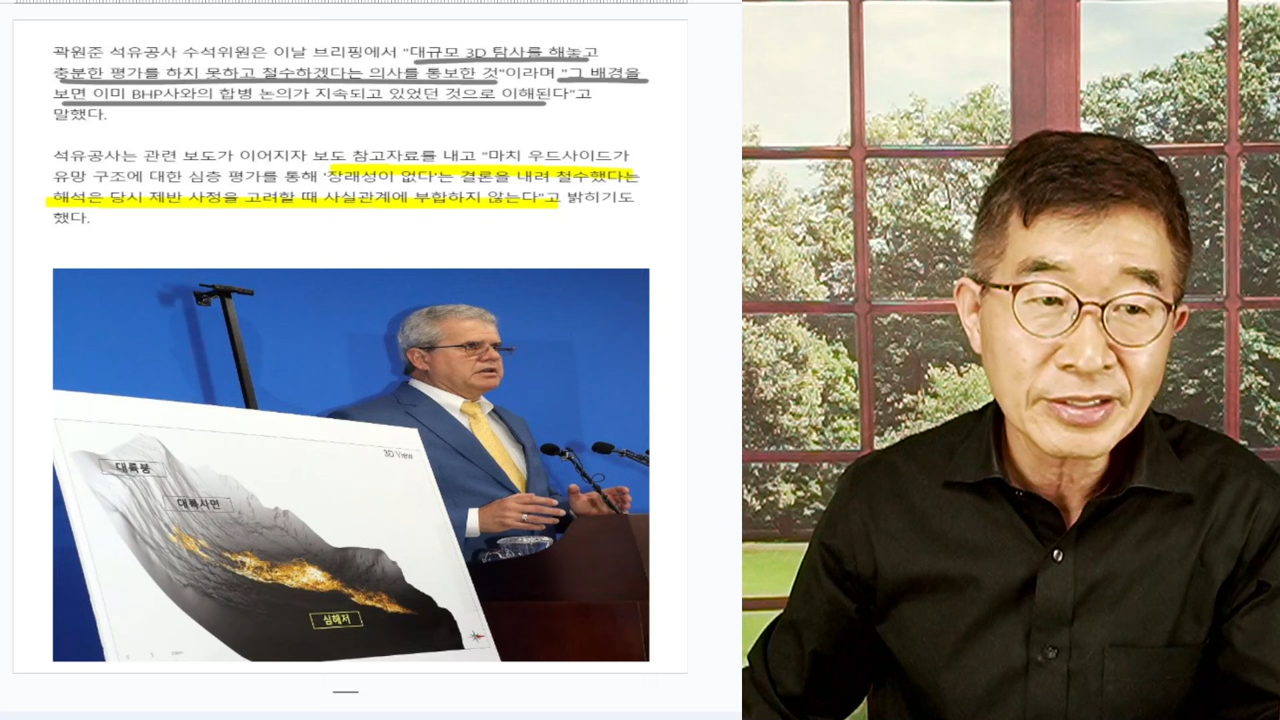 곽원준 석유공사 수석위원은 이날 브리핑에서 "대규모 3D 탐사를 해놓고
충분한 평가를 하지 못하고 철수하겠다는 의사를 통보한 것"이라며 "그 배경을
보면 이미 BHP사와의 합병 논의가 지속되고 있었던 것으로 이해된다"고
말했다.
석유공사는 관련 보도가 이어지자 보도 참고자료를 내고 "마치 우드사이드가
유망 구조에 대한 심층 평가를 통해 '장래성이 없다'는 결론을 내려 철수했다는
해석은 당시 제반 사정을 고려할 때 사실관계에 부합하지 않는다"고 밝히기도
했다.
3D View
대륙붕
대륙사면
심해저